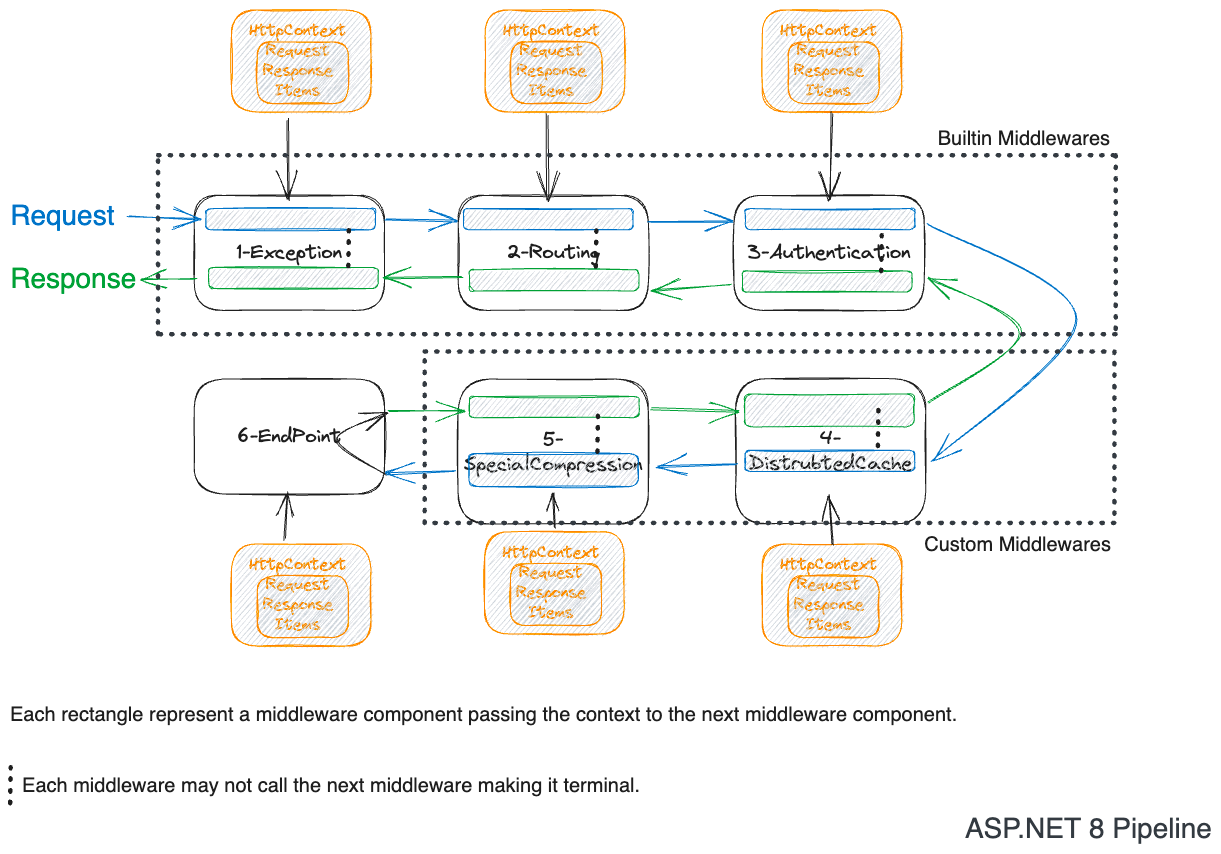 HttpContext
Request
Response
Items
HttpContext
Request
Response
Items
HttpContext
Request
Response
Items
Builtin Middlewares
Request
1-Exception
2-Routing
3-Authentication
Response
6-EndPoint
5-
SpecialCompression
4-
DistrubtedCache
Custom Middlewares
HttpContext
Request
Response
Items
HttpContext
Request
Response
Items
HttpContext
Request
Response
Items
Each rectangle represent a middleware component passing the context to the next middleware component.
Each middleware may not call the next middleware making it terminal.
ASP.NET 8 Pipeline